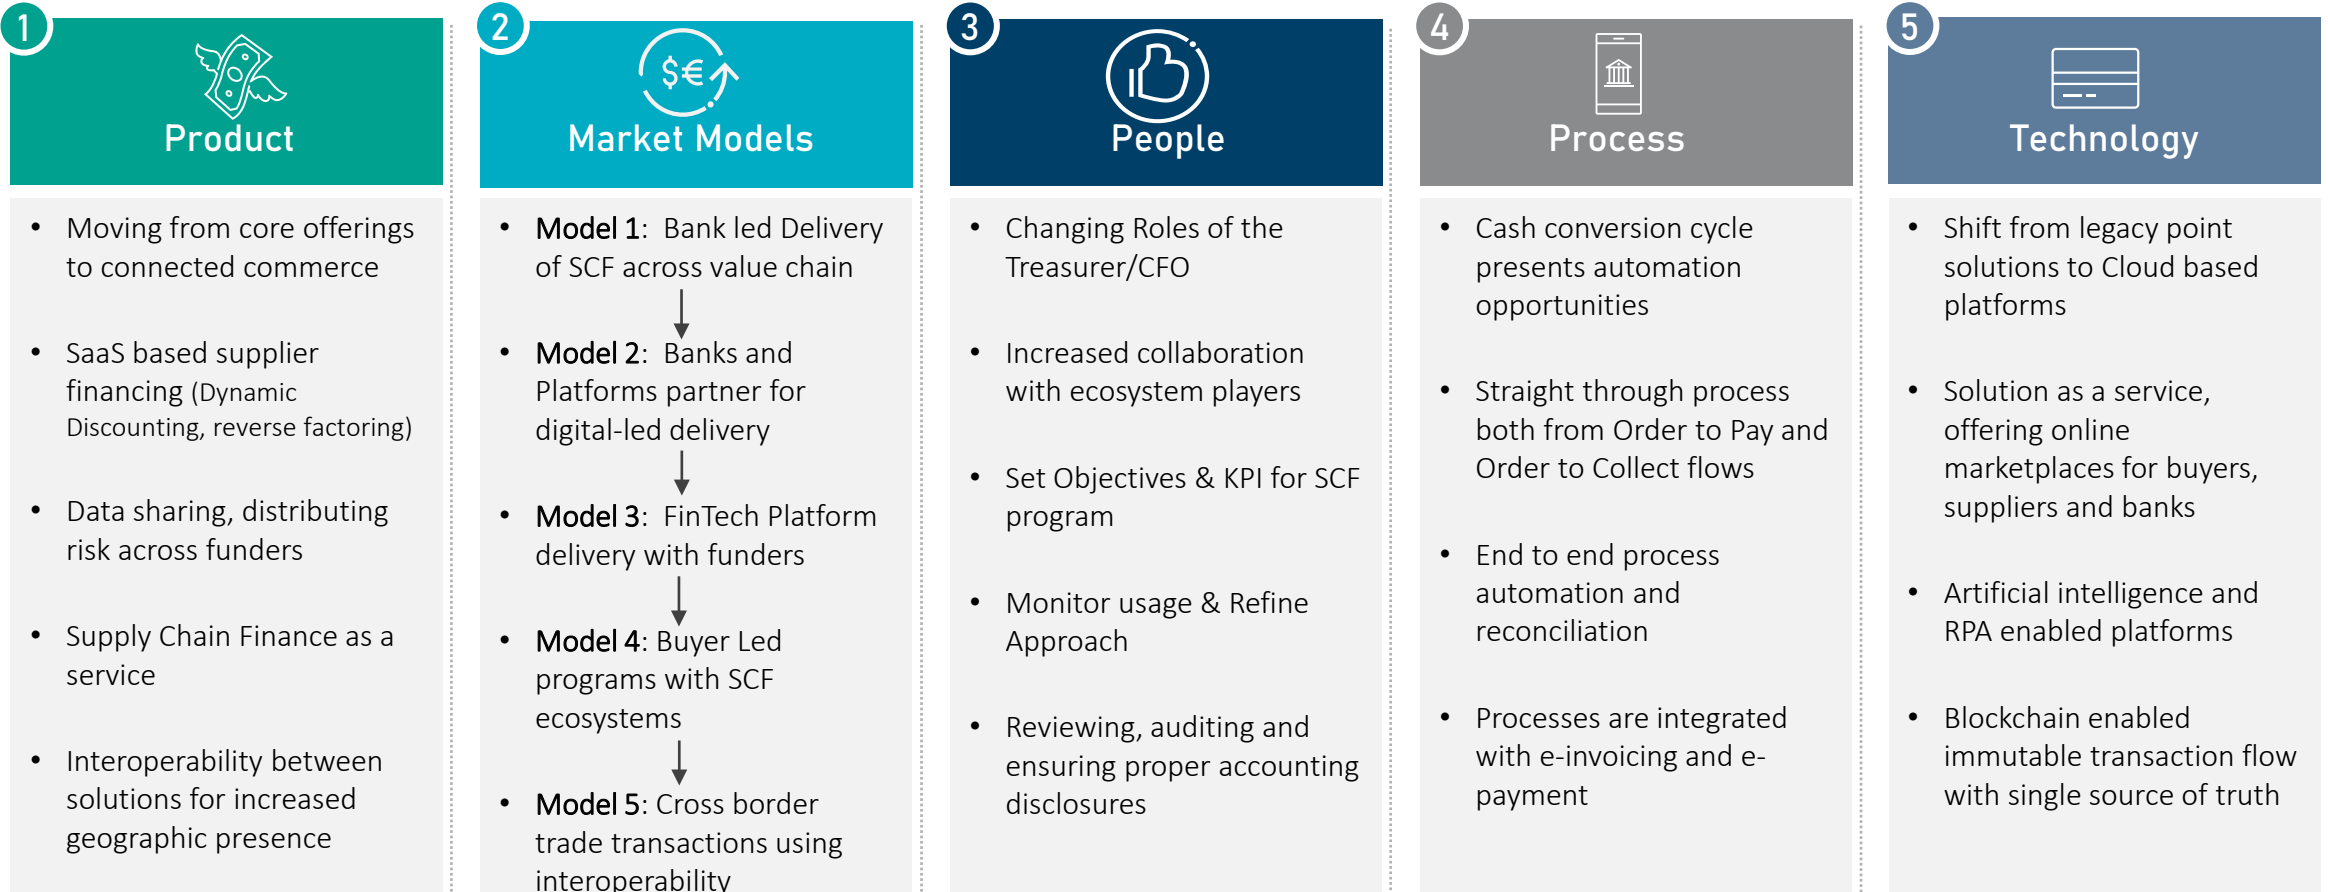 1
Product
• Moving from core offerings
to connected commerce
• SaaS based supplier
financing (Dynamic
Discounting, reverse factoring)
• Data sharing, distributing
risk across funders
• Supply Chain Finance as a
service
• Interoperability between
solutions for increased
geographic presence
2
$€
Market Models
• Model 1: Bank led Delivery
of SCF across value chain
• Model 2: Banks and
Platforms partner for
digital-led delivery
• Model 3: FinTech Platform
delivery with funders
• Model 4: Buyer Led
programs with SCF
ecosystems
• Model 5: Cross border
trade transactions using
interoperability
3
People
• Changing Roles of the
Treasurer/CFO
• Increased collaboration
with ecosystem players
• Set Objectives & KPI for SCF
program
• Monitor usage & Refine
Approach
• Reviewing, auditing and
ensuring proper accounting
disclosures
4
Process
• Cash conversion cycle
presents automation
opportunities
• Straight through process
both from Order to Pay and
Order to Collect flows
• End to end process
automation and
reconciliation
• Processes are integrated
with e-invoicing and e-
payment
5
Technology
• Shift from legacy point
solutions to Cloud based
platforms
• Solution as a service,
offering online
marketplaces for buyers,
suppliers and banks
• Artificial intelligence and
RPA enabled platforms
• Blockchain enabled
immutable transaction flow
with single source of truth